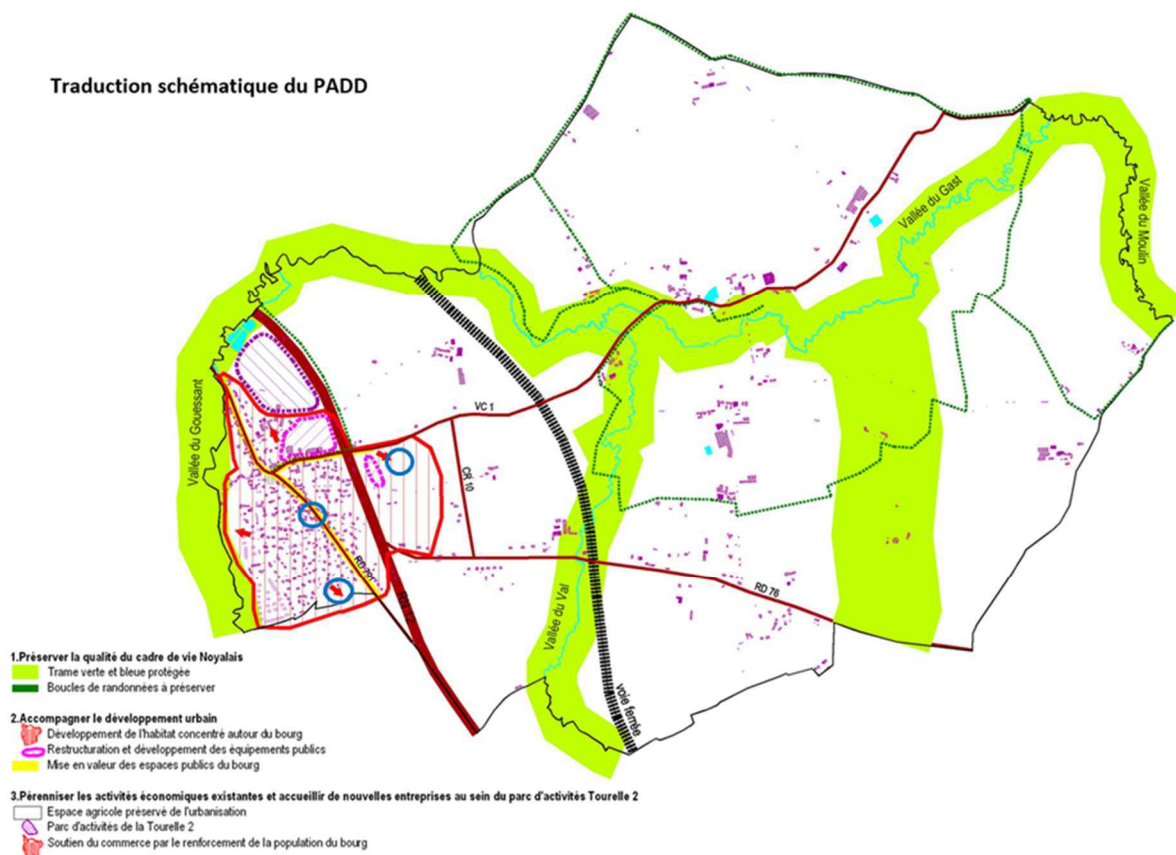 Traduction schématique du PADD
Vallée du Gast
Vallée du Moulin
Vallée du Gouessant
VC 1
CR 10
RD 791
RD 76
Vallée du Val
voie ferrée
1.Préserver la qualité du cadre de vie Noyalais
Trame verte et bleue protégée
Boucles de randonnées à préserver
2.Accompagner le développement urbain
Développement de l'habitat concentré autour du bourg
Restructuration et développement des équipements publics
Mise en valeur des espaces publics du bourg
3.Pérenniser les activités économiques existantes et accueillir de nouvelles entreprises au sein du parc d'activités Tourelle 2
Espace agricole préservé de l'urbanisation
Parc d'activités de la Tourelle 2
Soutien du commerce par le renforcement de la population du bourg